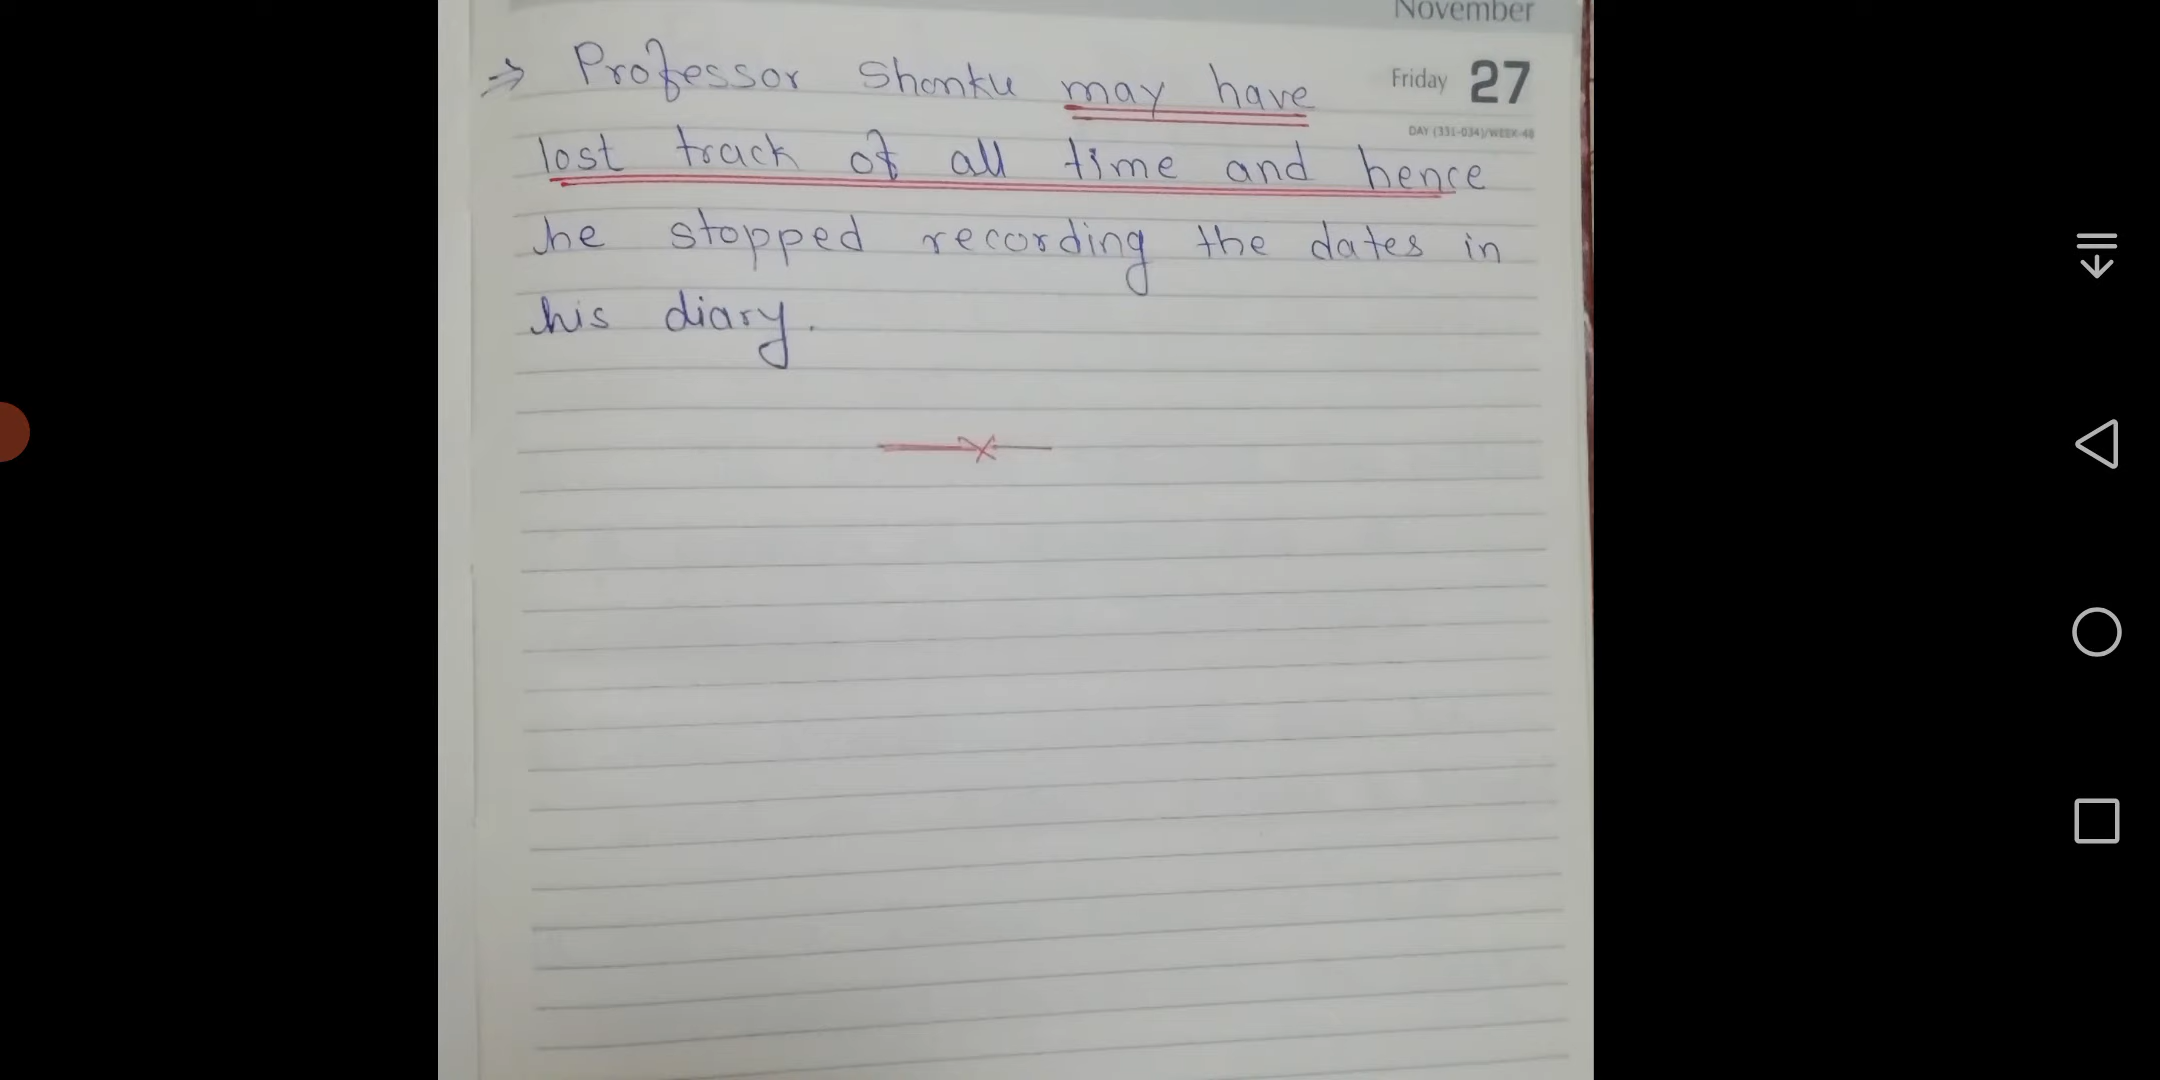 November
Friday 27
DAY (331-034)/WEEK-48
⇒ Professor Shonku may have
lost track of all time and hence
he stopped recording the dates in
his diary.